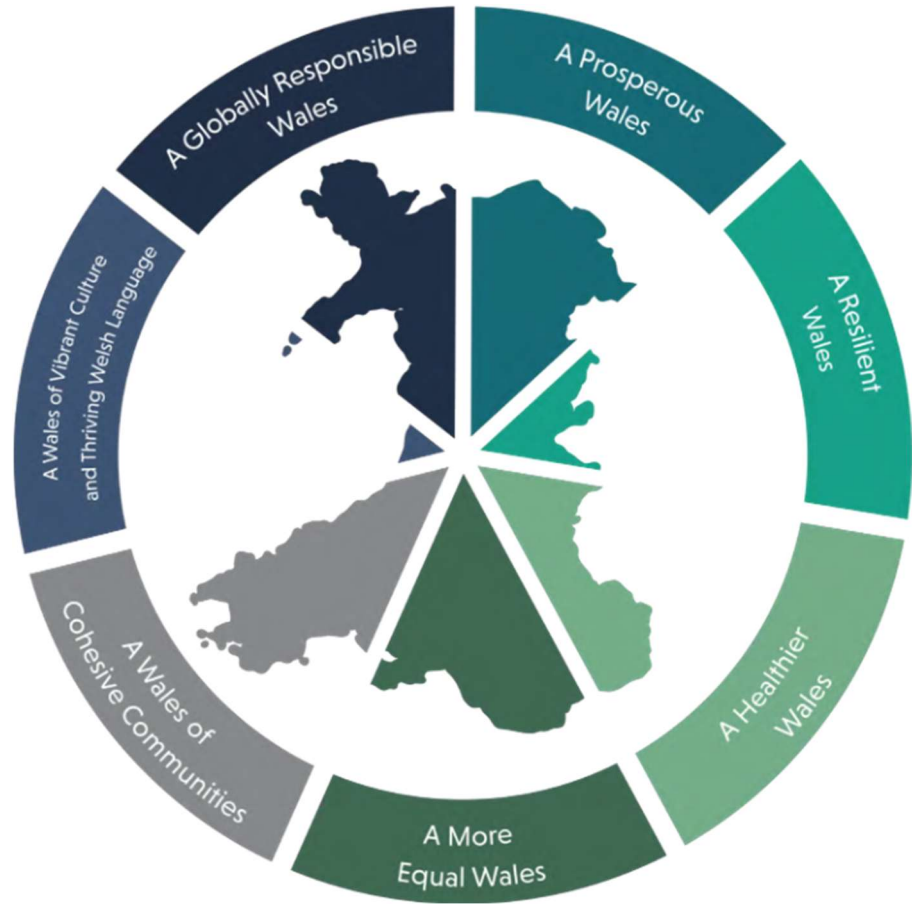 A Prosperous
Wales
A Resilient
Wales
A Healthier
Wales
A More
Equal Wales
A Wales of
Cohesive Communities
A Wales of Vibrant Culture
and Thriving Welsh Language
A Globally Responsible
Wales